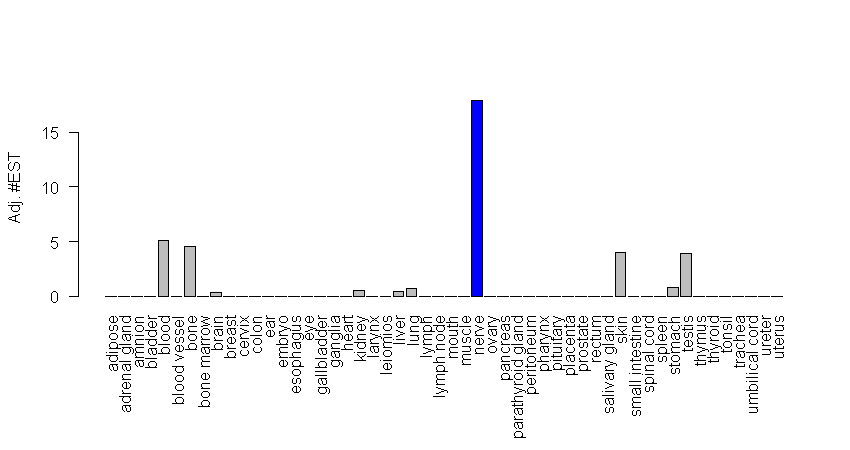 Adj. #EST
15
10
5
0
adipose
adrenal gland
amnion
bladder
blood
blood vessel
bone
bone marrow
brain
breast
cervix
colon
ear
embryo
esophagus
eye
gallbladder
ganglia
heart
kidney
larynx
leiomios
liver
lung
lymph
lymph node
mouth
muscle
nerve
ovary
pancreas
parathyroid gland
peritoneum
pharynx
pituitary
placenta
prostate
rectum
salivary gland
skin
small intestine
spinal cord
spleen
stomach
testis
thymus
thyroid
tonsil
trachea
umbilical cord
ureter
uterus